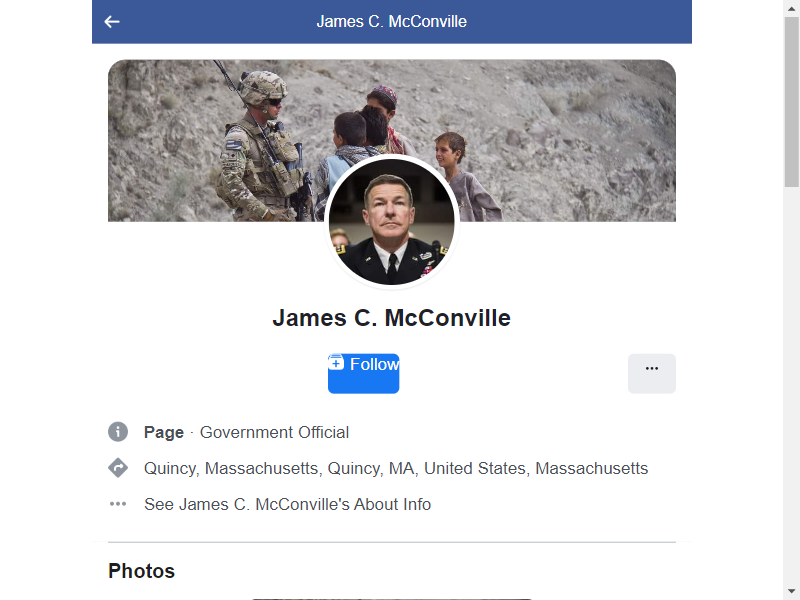 James C. McConville
James C. McConville
Follow
Page · Government Official
Quincy, Massachusetts, Quincy, MA, United States, Massachusetts
See James C. McConville's About Info
Photos